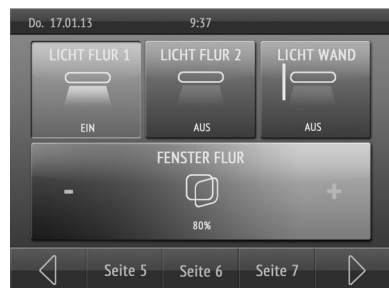 Do. 17.01.13 9:37
LICHT FLUR 1 LICHT FLUR 2 LICHT WAND
EIN AUS AUS
FENSTER FLUR
- +
80%
Seite 5 Seite 6 Seite 7